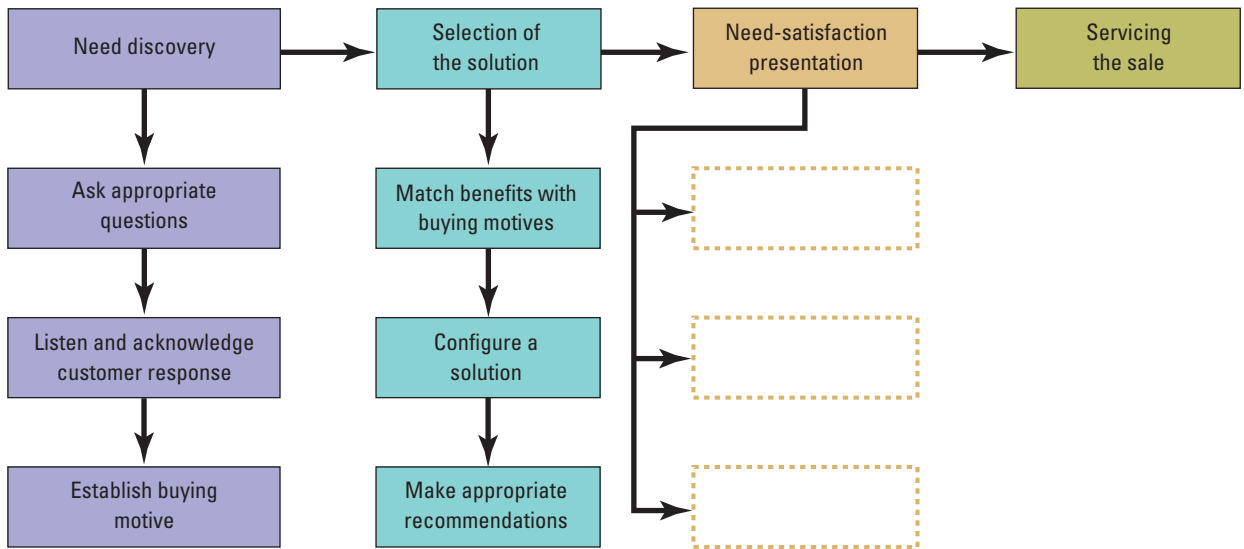 Need discovery
Selection of
the solution
Need-satisfaction
presentation
Servicing
the sale
Ask appropriate
questions
Match benefits with
buying motives
Listen and acknowledge
customer response
Configure a
solution
Establish buying
motive
Make appropriate
recommendations